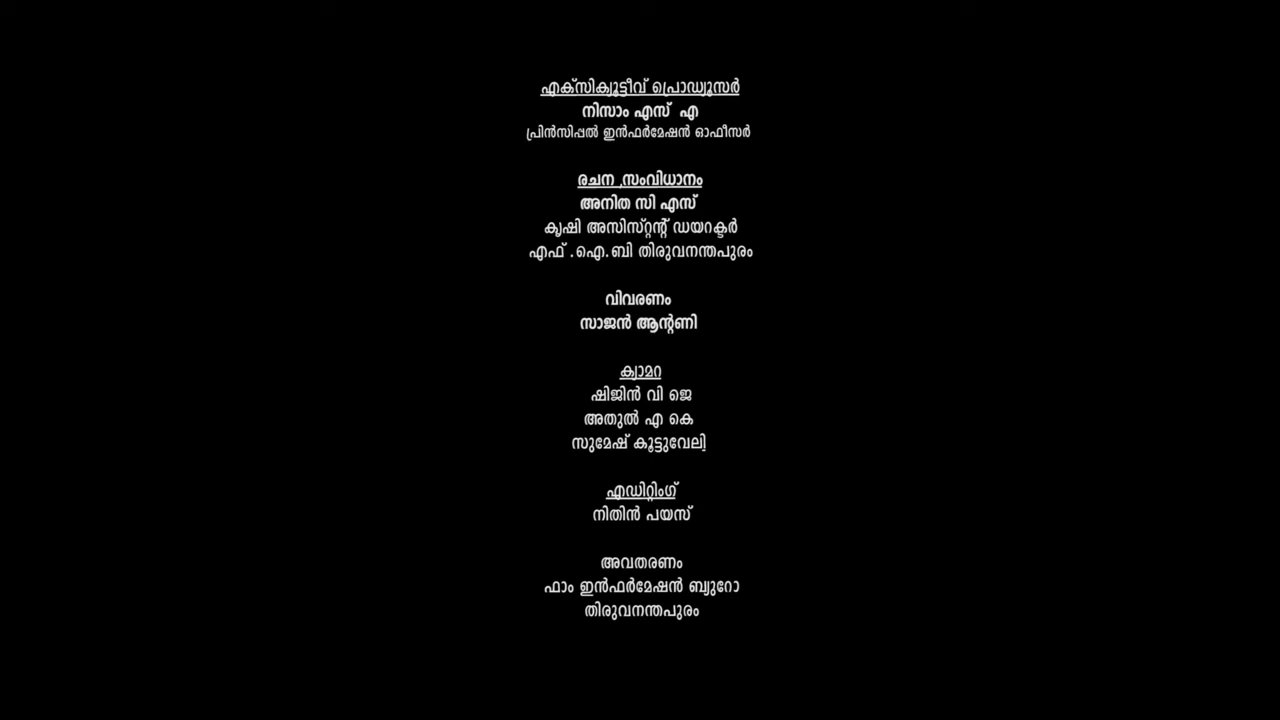 എക്സിക്യൂട്ടീവ് പ്രൊഡ്യൂസർ
നിസാം എസ് എ
പ്രിൻസിപ്പൽ ഇൻഫർമേഷൻ ഓഫീസർ
രചന ,സംവിധാനം
അനിത സി എസ്
കൃഷി അസിസ്റ്റന്റ് ഡയറക്ടർ
എഫ് .ഐ.ബി തിരുവനന്തപുരം
വിവരണം
സാജൻ ആന്റണി
ക്യാമറ
ഷിജിൻ വി ജെ
അതുൽ എ കെ
സുമേഷ് കൂട്ടുവേലി
എഡിറ്റിംഗ്
നിതിൻ പയസ്
അവതരണം
ഫാം ഇൻഫർമേഷൻ ബ്യുറോ
തിരുവനന്തപുരം